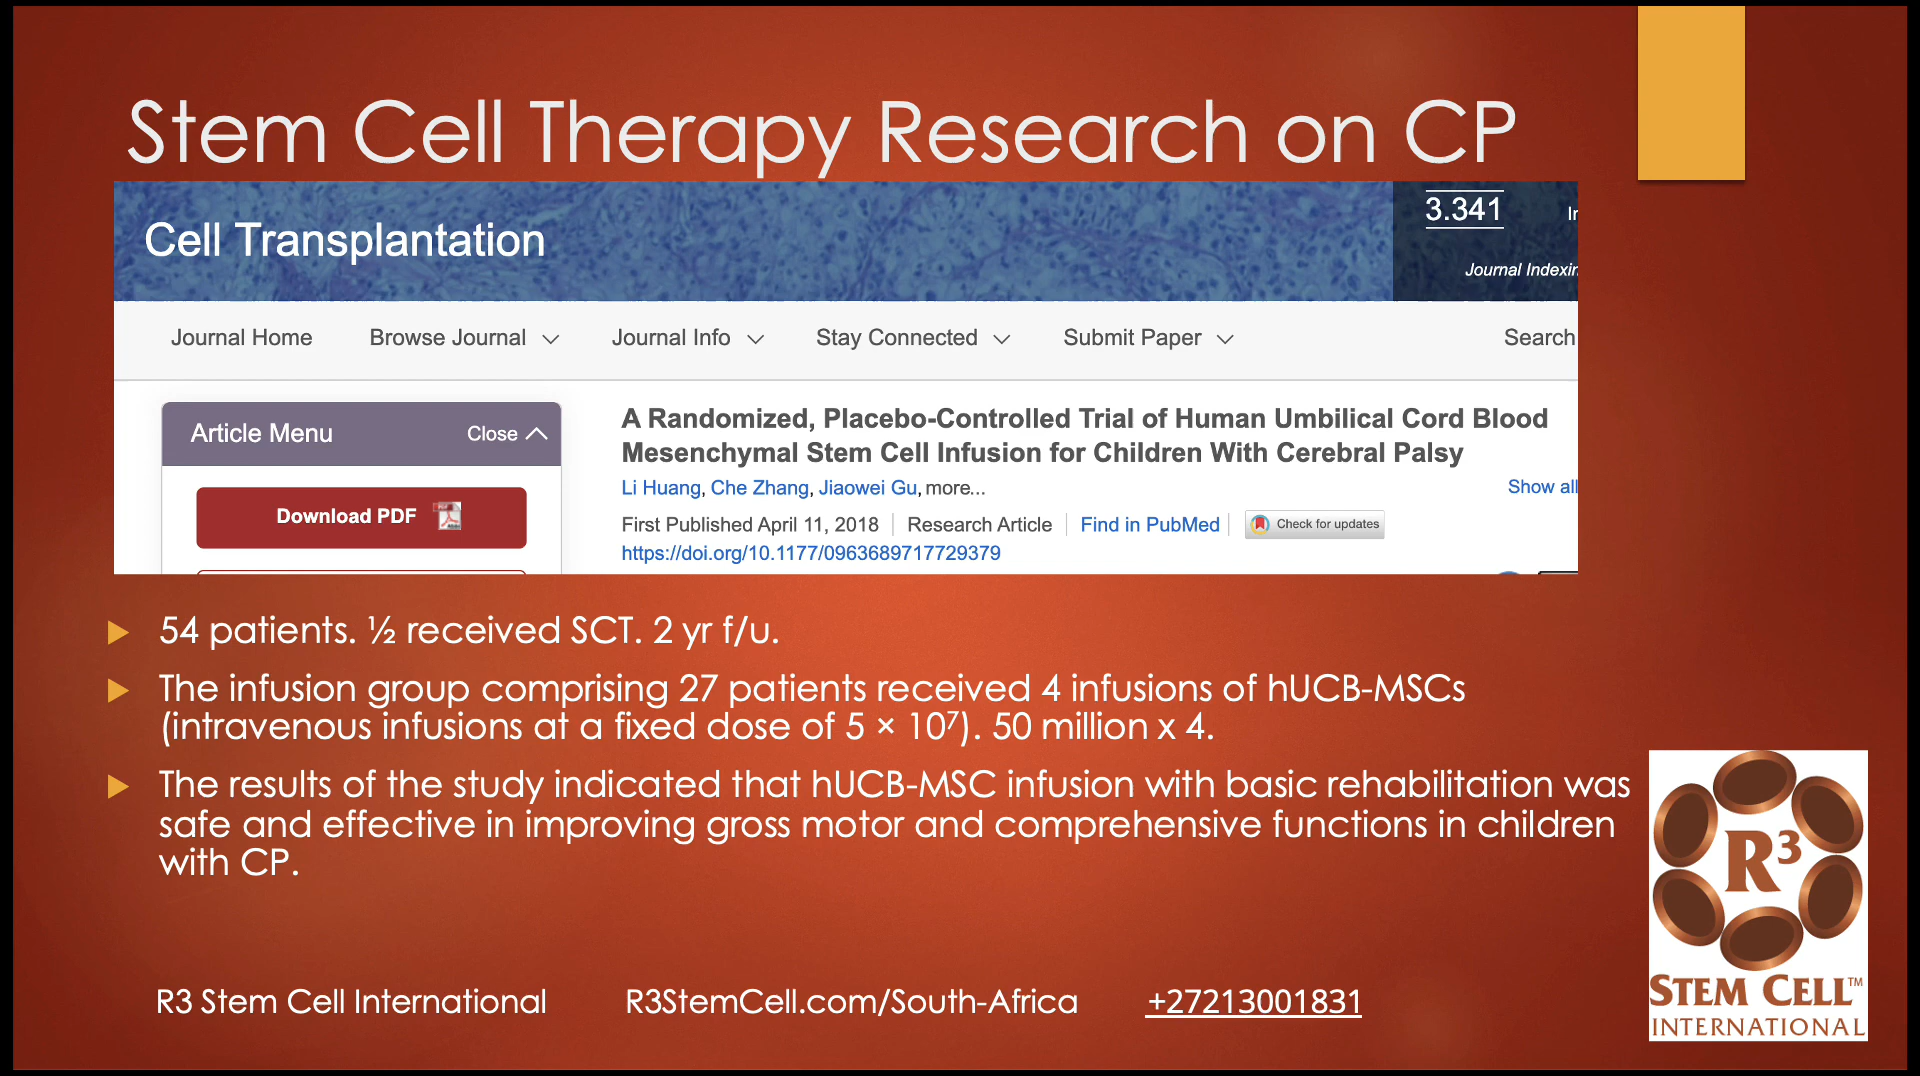 Stem Cell Therapy Research on CP
Cell Transplantation
3.341
Journal Indexin
Journal Home
Browse Journal
Journal Info
Stay Connected
Submit Paper
Search
Article Menu
Close
Download PDF
A Randomized, Placebo-Controlled Trial of Human Umbilical Cord Blood
Mesenchymal Stem Cell Infusion for Children With Cerebral Palsy
Li Huang, Che Zhang, Jiaowei Gu, more...
Show all
First Published April 11, 2018 | Research Article | Find in PubMed |
Check for updates
https://doi.org/10.1177/0963689717729379
54 patients. ½ received SCT. 2 yr f/u.
The infusion group comprising 27 patients received 4 infusions of hUCB-MSCs
(intravenous infusions at a fixed dose of 5 × 10⁷). 50 million x 4.
The results of the study indicated that hUCB-MSC infusion with basic rehabilitation was
safe and effective in improving gross motor and comprehensive functions in children
with CP.
R³
STEM CELL™
INTERNATIONAL
R3 Stem Cell International
R3StemCell.com/South-Africa
+27213001831